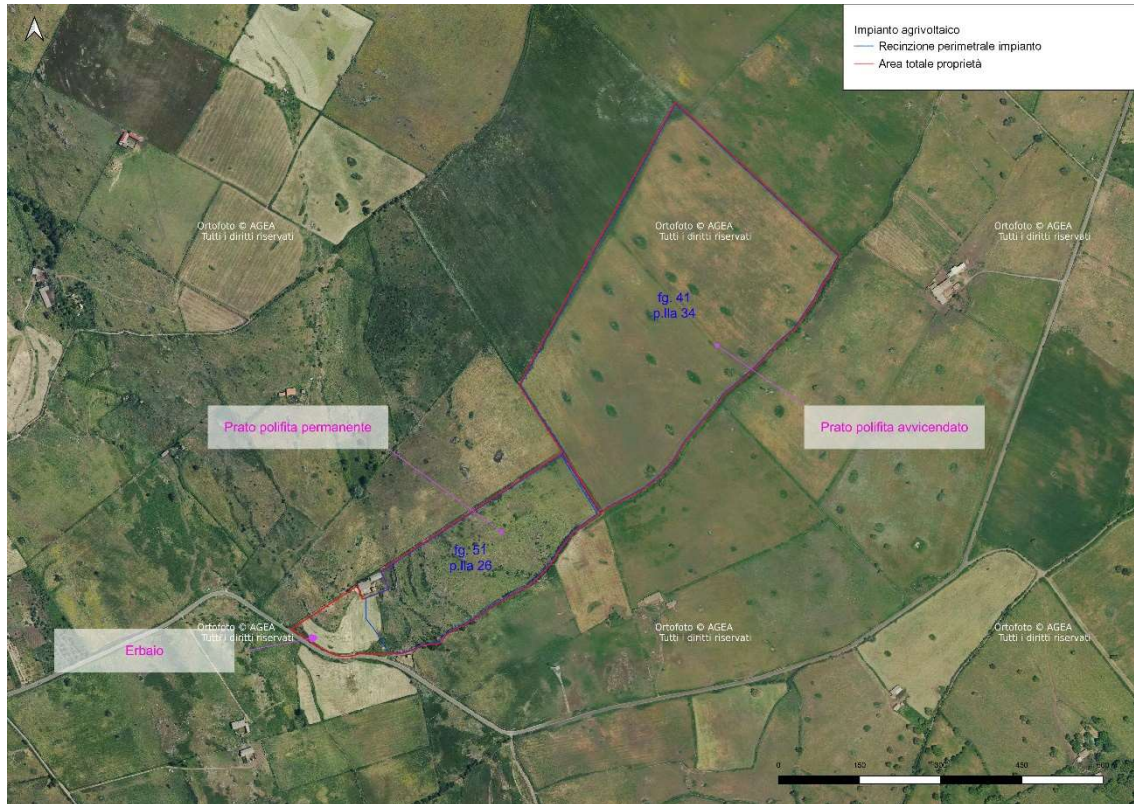 Impianto agrivoltaico
Recinzione perimetrale impianto
Area totale proprietà
Ortofoto © AGEA
Tutti i diritti riservati
Ortofoto © AGEA
Tutti i diritti riservati
Ortofoto © AGEA
Tutti i diritti riservati
fg. 41
p.lla 34
Prato polifita permanente
Prato polifita avvicendato
fg. 51
p.lla 26
Ortofoto © AGEA
Tutti i diritti riservati
Ortofoto © AGEA
Tutti i diritti riservati
Ortofoto © AGEA
Tutti i diritti riservati
Erbaio
0 150 300 450 600 m